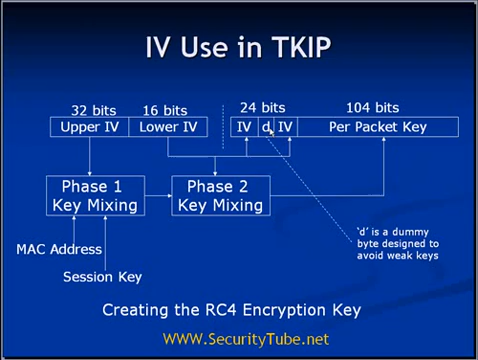 IV Use in TKIP
32 bits 16 bits 24 bits 104 bits
Upper IV Lower IV IV d IV Per Packet Key
Phase 1
Key Mixing
Phase 2
Key Mixing
MAC Address
Session Key
'd' is a dummy
byte designed to
avoid weak keys
Creating the RC4 Encryption Key
WWW.SecurityTube.net